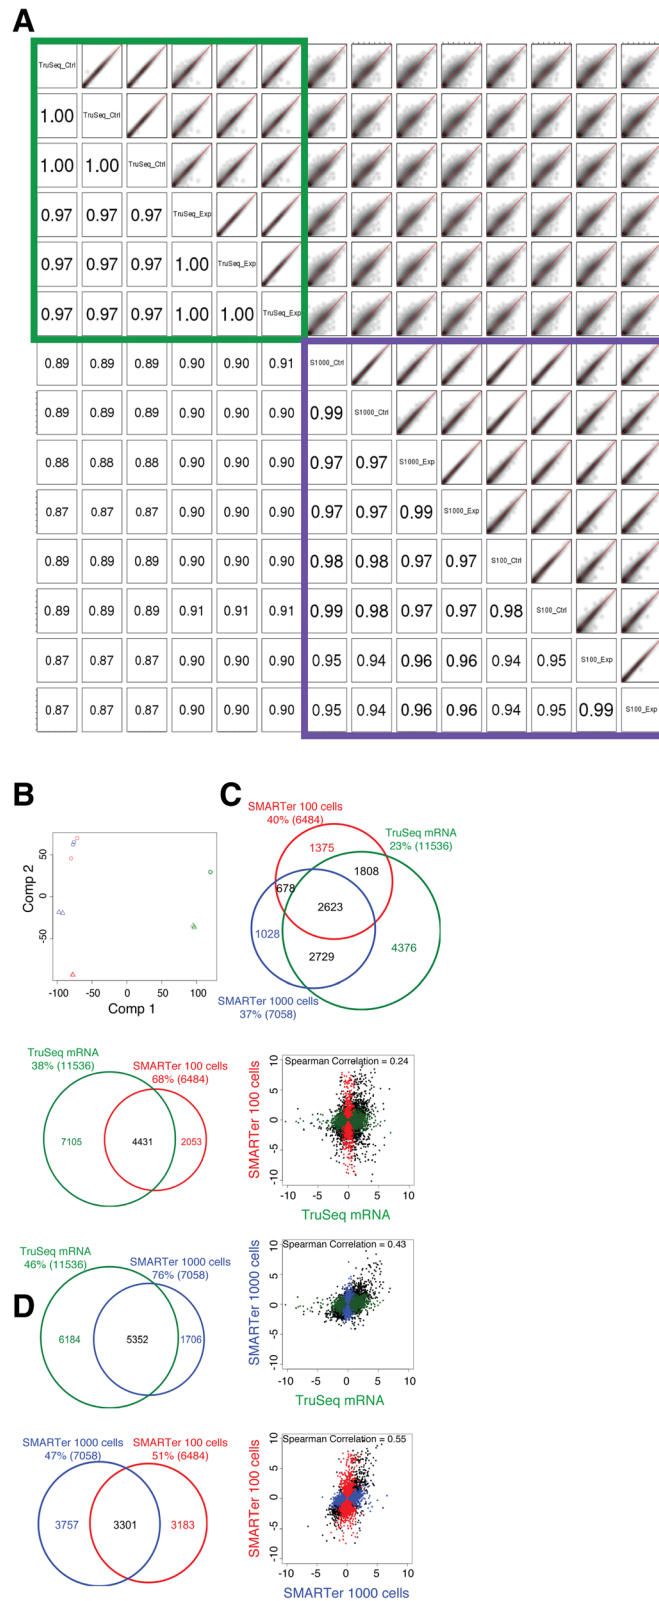 A
TruSeq_Ctrl
1.00 TruSeq_Ctrl
1.00 1.00 TruSeq_Ctrl
0.97 0.97 0.97 TruSeq_Exp
0.97 0.97 0.97 1.00 TruSeq_Exp
0.97 0.97 0.97 1.00 1.00 TruSeq_Exp
0.89 0.89 0.89 0.90 0.90 0.91 S1000_Ctrl
0.89 0.89 0.89 0.90 0.90 0.90 0.99 S1000_Ctrl
0.88 0.88 0.88 0.90 0.90 0.90 0.97 0.97 S1000_Exp
0.87 0.87 0.87 0.90 0.90 0.90 0.97 0.97 0.99 S1000_Exp
0.89 0.89 0.89 0.90 0.90 0.90 0.98 0.98 0.97 0.97 S100_Ctrl
0.89 0.89 0.89 0.91 0.91 0.91 0.99 0.98 0.97 0.97 0.98 S100_Ctrl
0.87 0.87 0.87 0.90 0.90 0.90 0.95 0.94 0.96 0.96 0.94 0.95 S100_Exp
0.87 0.87 0.87 0.90 0.90 0.90 0.95 0.94 0.96 0.96 0.94 0.95 0.99 S100_Exp
B
Comp 2
50
0
-50
-100 -50 0 50 100
Comp 1
C
SMARTer 100 cells
40% (6484)
TruSeq mRNA
23% (11536)
1375
1808
678
2623
1028
4376
2729
SMARTer 1000 cells
37% (7058)
TruSeq mRNA
38% (11536)
SMARTer 100 cells
68% (6484)
7105
4431
2053
Spearman Correlation = 0.24
SMARTer 100 cells
10
5
0
-5
-10
-10 -5 0 5 10
TruSeq mRNA
TruSeq mRNA
46% (11536)
SMARTer 1000 cells
76% (7058)
D
6184
5352
1706
Spearman Correlation = 0.43
SMARTer 1000 cells
10
5
0
-5
-10
-10 -5 0 5 10
TruSeq mRNA
SMARTer 1000 cells
47% (7058)
SMARTer 100 cells
51% (6484)
3757
3301
3183
Spearman Correlation = 0.55
SMARTer 100 cells
10
5
0
-5
-10
-10 -5 0 5 10
SMARTer 1000 cells